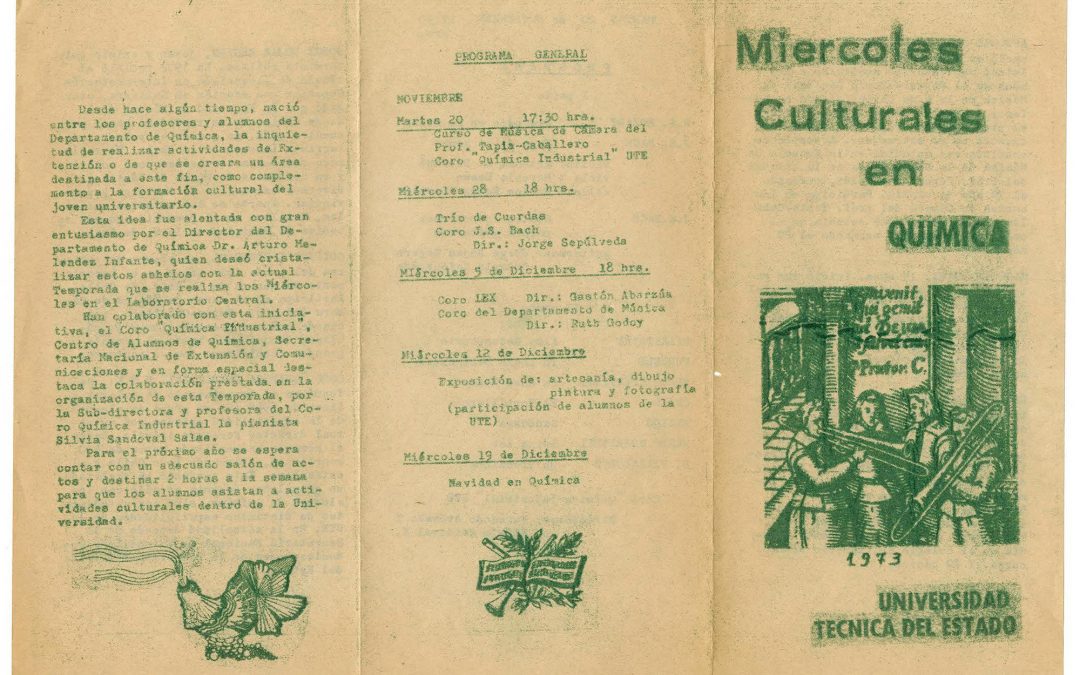 Desde hace algún tiempo, nació
entre los profesores y alumnos del
Departamento de Química, la inquie-
tud de realizar actividades de Ex-
tensión o de que se creara un área
destinada a este fin, como comple-
mento a la formación cultural del
joven universitario.
Esta idea fue alentada con gran
entusiasmo por el Director del De-
partamento de Química Dr. Arturo Me-
lendez Infante, quien deseó crista-
lizar estos anhelos con la actual
Temporada que se realiza los Miérco-
les en el Laboratorio Central.
Han colaborado con esta inicia-
tiva, el Coro "Química Industrial",
Centro de Alumnos de Química, Secre-
taría Nacional de Extensión y Comu-
nicaciones y en forma especial des-
taca la colaboración prestada en la
organización de esta Temporada, por
la Sub-directora y profesora del Co-
ro Química Industrial la pianista
Silvia Sandoval Salas.
Para el próximo año se espera
contar con un adecuado salón de ac-
tos y destinar 2 horas a la semana
para que los alumnos asistan a acti-
vidades culturales dentro de la Uni-
versidad.
PROGRAMA GENERAL
NOVIEMBRE
Martes 20 17:30 hrs.
Curso de Música de Cámara del
Prof. Tapia-Caballero
Coro "Química Industrial" UTE
Miércoles 28 18 hrs.
Trío de Cuerdas
Coro J.S. Bach
Dir.: Jorge Sepúlveda
Miércoles 5 de Diciembre 18 hrs.
Coro LEX Dir.: Gastón Abarzúa
Coro del Departamento de Música
Dir.: Ruth Godoy
Miércoles 12 de Diciembre
Exposición de: artesanía, dibujo
pintura y fotografía
(participación de alumnos de la
UTE)
Miércoles 19 de Diciembre
Navidad en Química
Miercoles
Culturales
en
QUIMICA
Prutor. C.
1973
UNIVERSIDAD
TECNICA DEL ESTADO